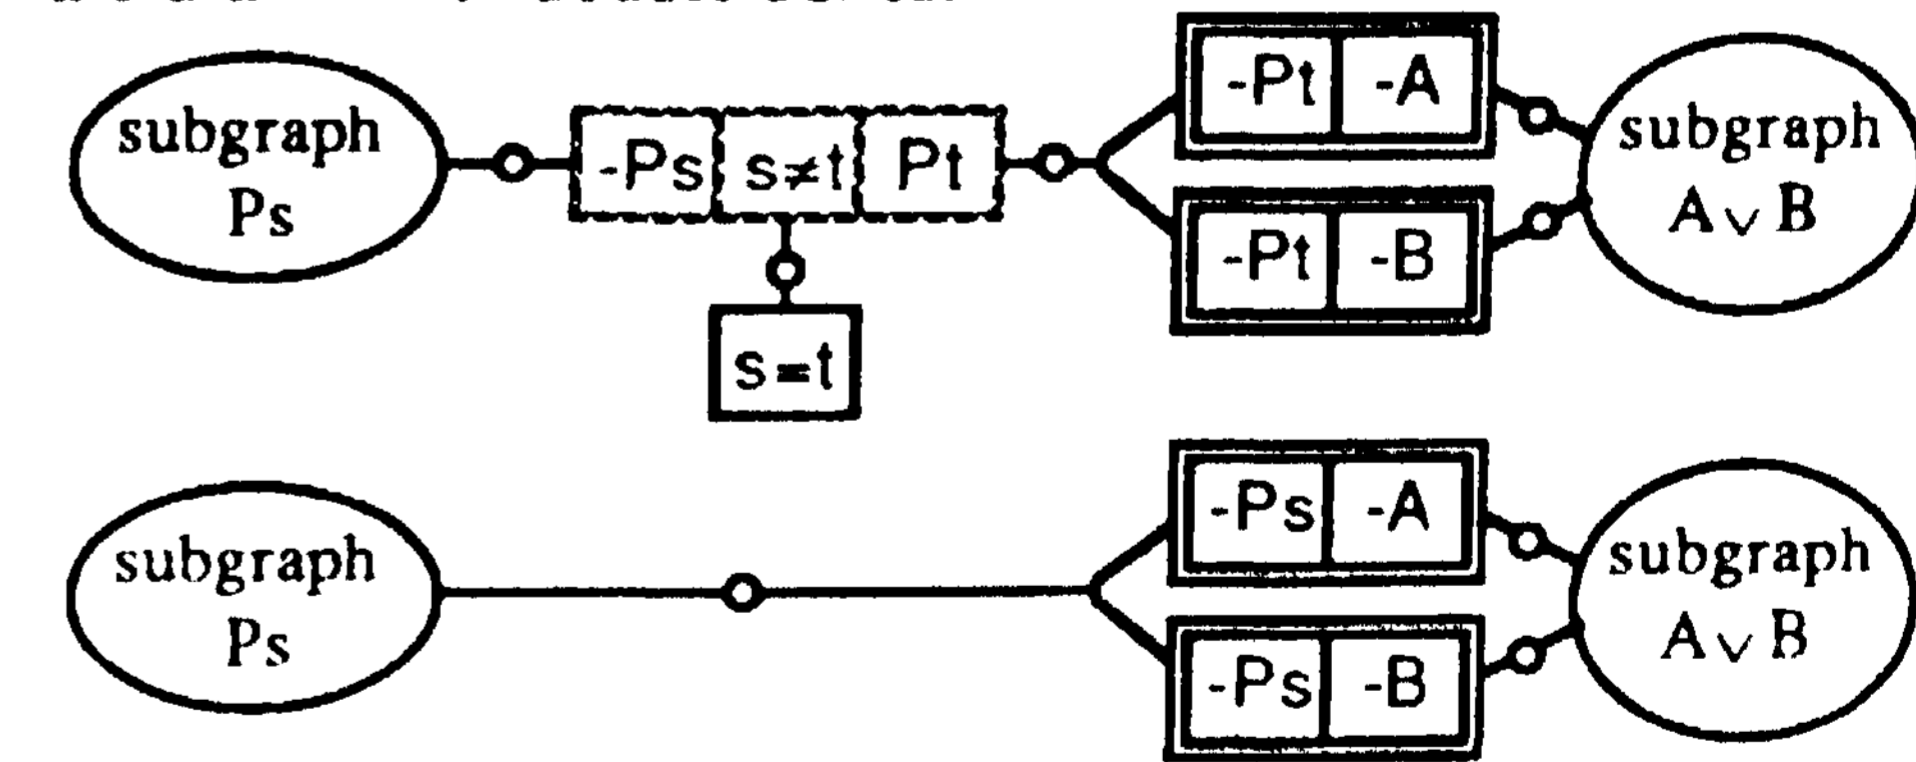 subgraph
Ps
-Ps s≠t Pt
s=t
-Pt -A
-Pt -B
subgraph
A∨B
subgraph
Ps
-Ps -A
-Ps -B
subgraph
A∨B